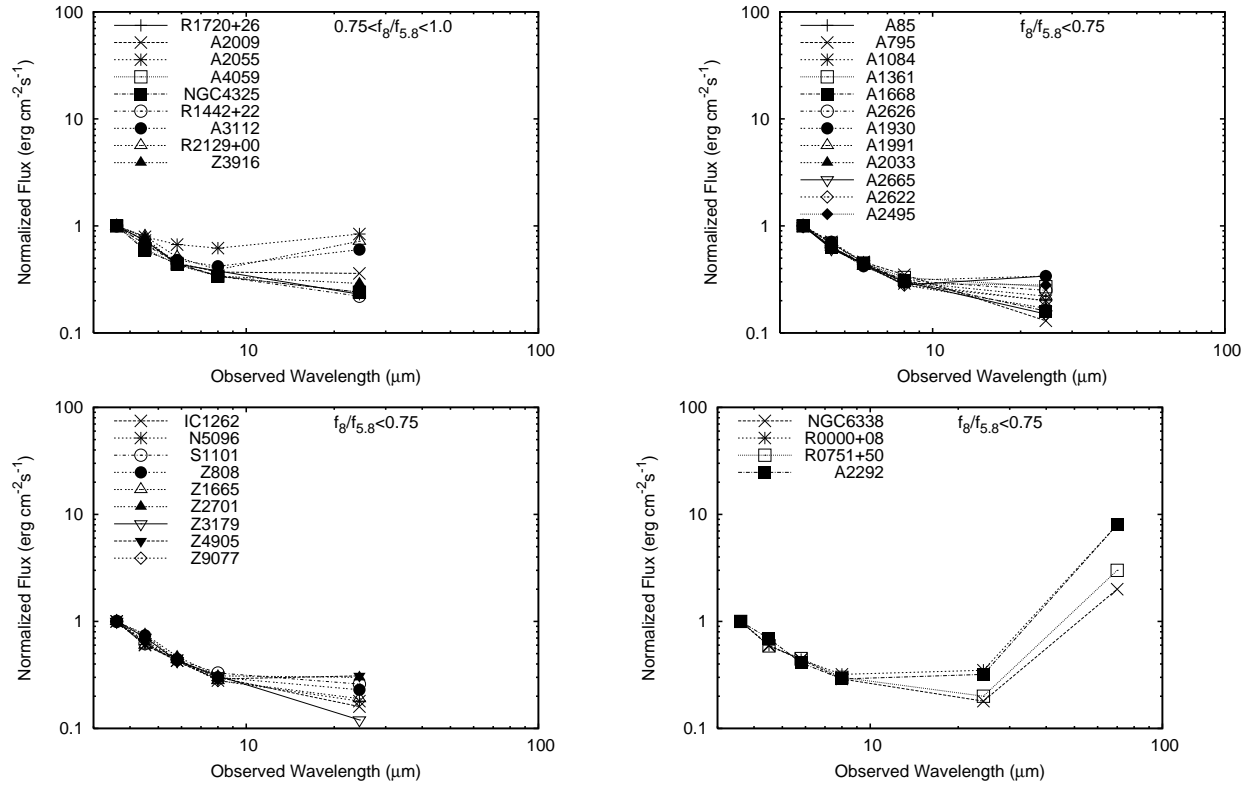 R1720+26
A2009
A2055
A4059
NGC4325
R1442+22
A3112
R2129+00
Z3916
0.75<f8/f5.8<1.0
100
10
1
0.1
10
100
Normalized Flux (erg cm-2s-1)
Observed Wavelength (μm)
A85
A795
A1084
A1361
A1668
A2626
A1930
A1991
A2033
A2665
A2622
A2495
f8/f5.8<0.75
100
10
1
0.1
10
100
Normalized Flux (erg cm-2s-1)
Observed Wavelength (μm)
IC1262
N5096
S1101
Z808
Z1665
Z2701
Z3179
Z4905
Z9077
f8/f5.8<0.75
100
10
1
0.1
10
100
Normalized Flux (erg cm-2s-1)
Observed Wavelength (μm)
NGC6338
R0000+08
R0751+50
A2292
f8/f5.8<0.75
100
10
1
0.1
10
100
Normalized Flux (erg cm-2s-1)
Observed Wavelength (μm)